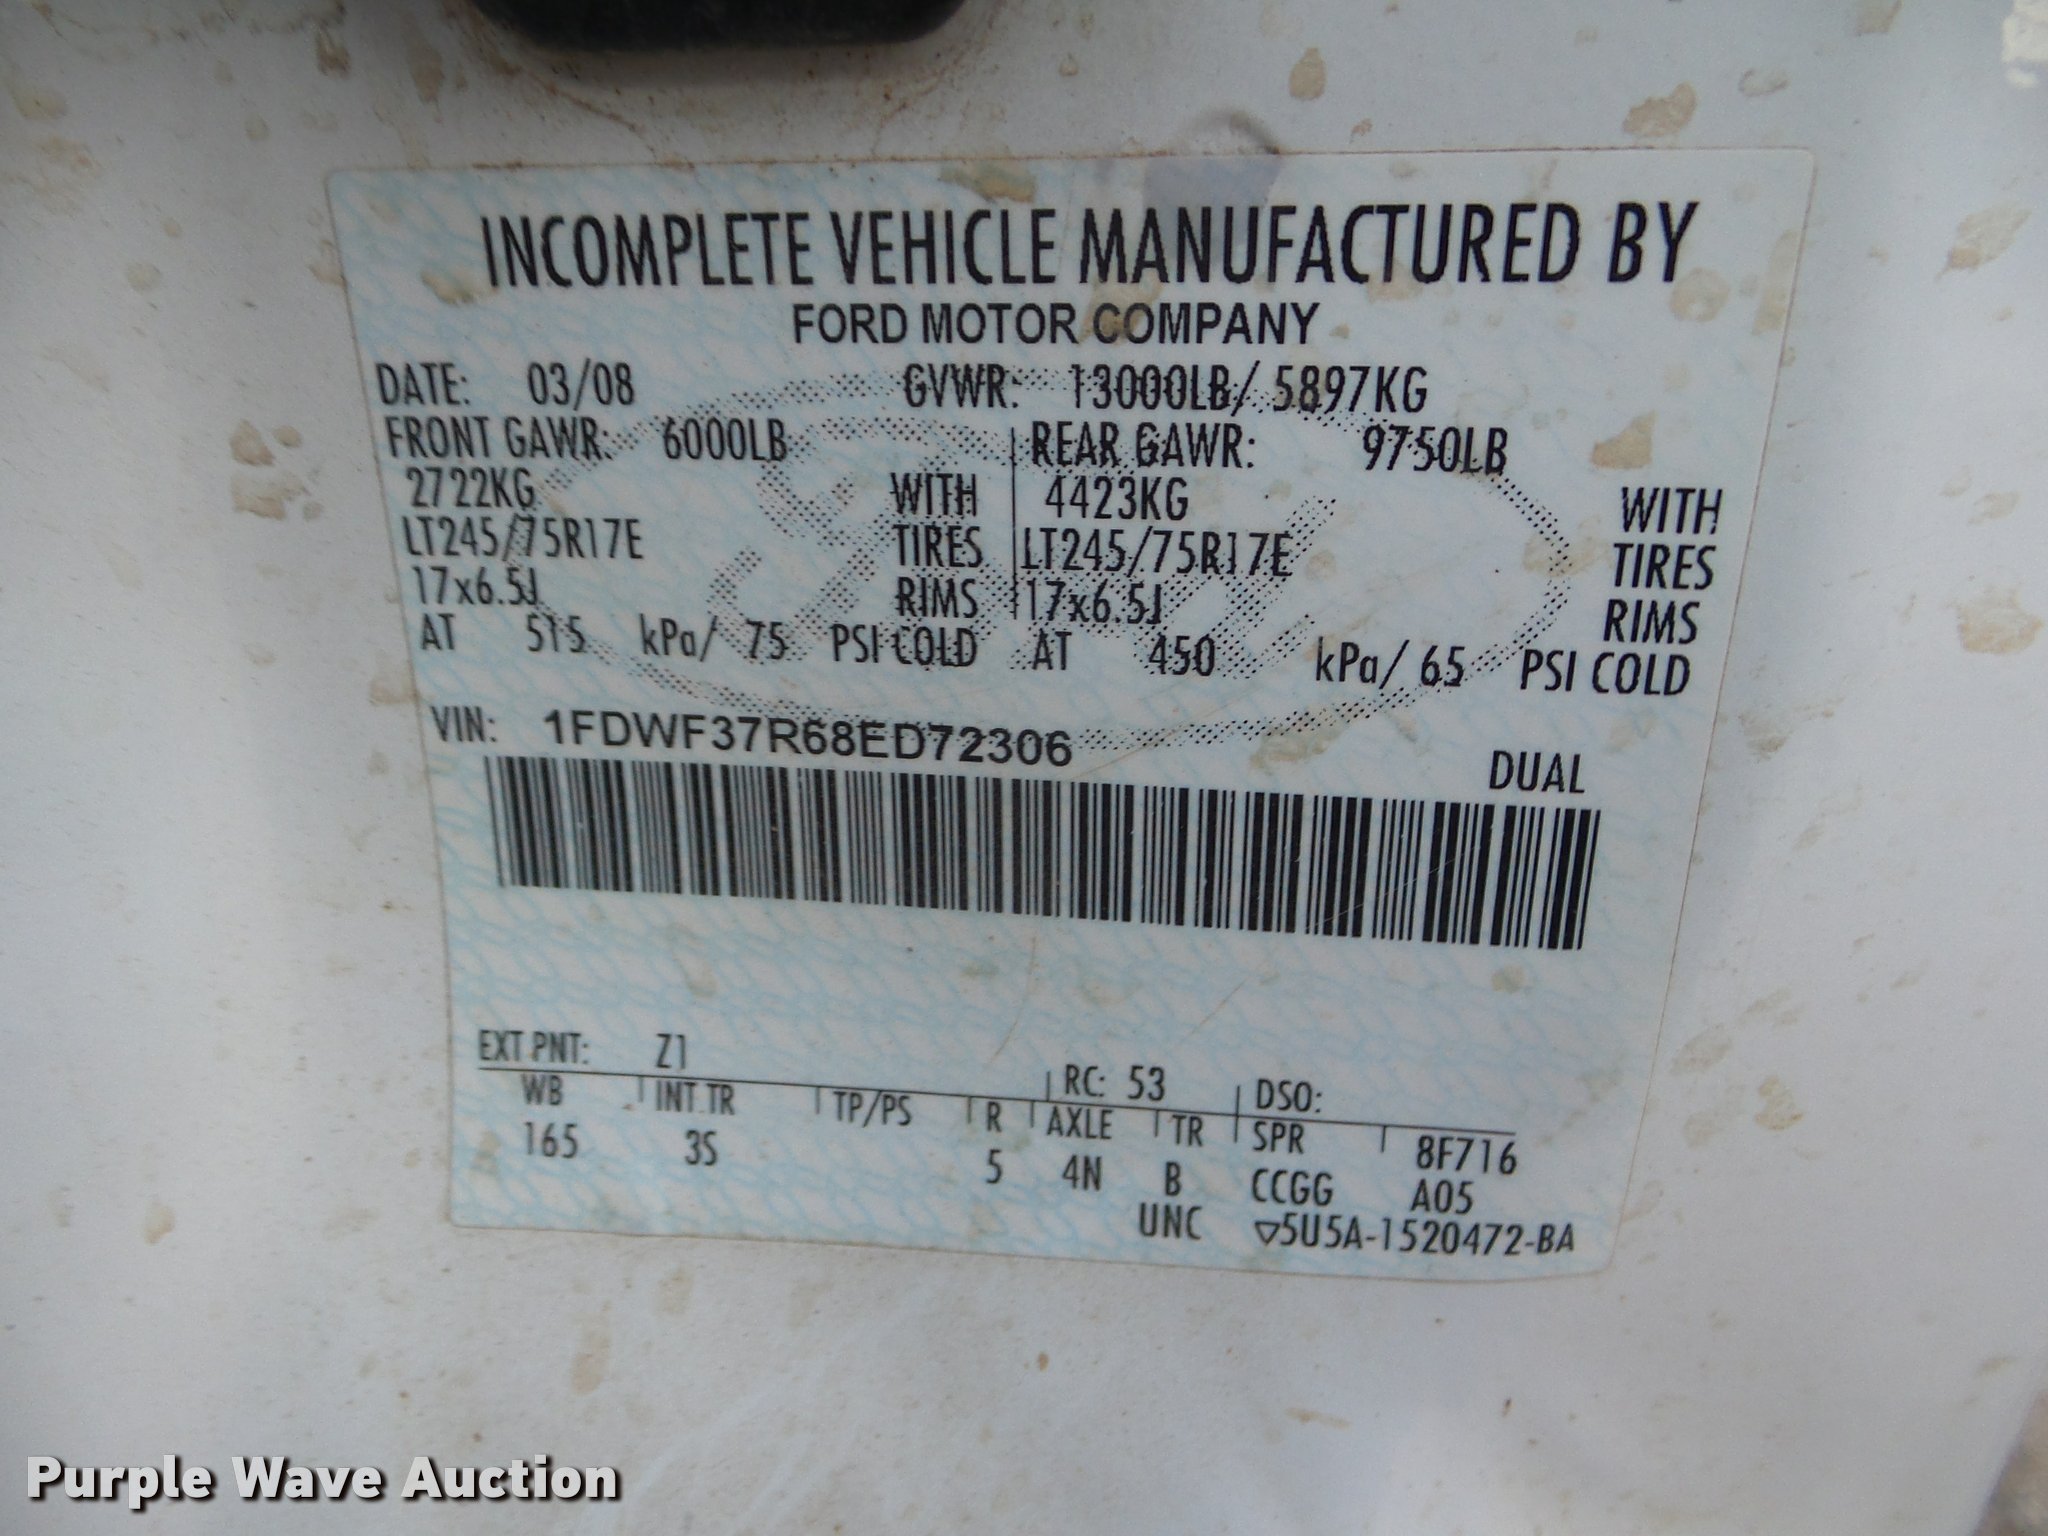 INCOMPLETE VEHICLE MANUFACTURED BY
FORD MOTOR COMPANY
DATE: 03/08 GVWR: 13000LB/ 5897KG
FRONT GAWR: 6000LB REAR GAWR: 9750LB
2722KG WITH 4423KG WITH
LT245/75R17E TIRES LT245/75R17E TIRES
17x6.5J RIMS 17x6.5J RIMS
AT 515 kPa/ 75 PSI COLD AT 450 kPa/ 65 PSI COLD
VIN: 1FDWF37R68ED72306
DUAL
EXT PNT: Z1 RC: 53 DSO:
WB INT TR TP/PS R AXLE TR SPR 8F716
165 3S 5 4N B CCGG A05
UNC ▽5U5A-1520472-BA
Purple Wave Auction